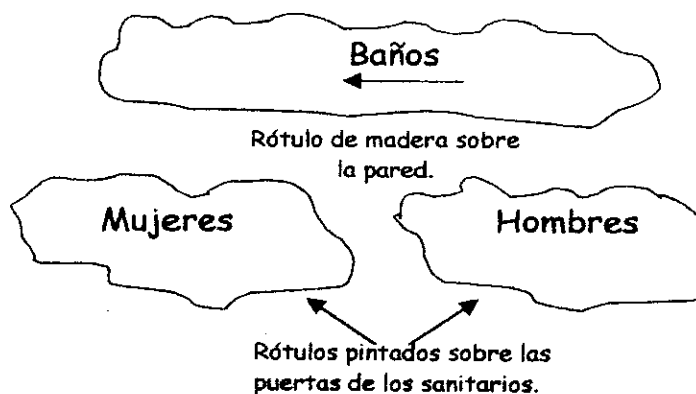 Baños
Rótulo de madera sobre
la pared.
Mujeres
Hombres
Rótulos pintados sobre las
puertas de los sanitarios.